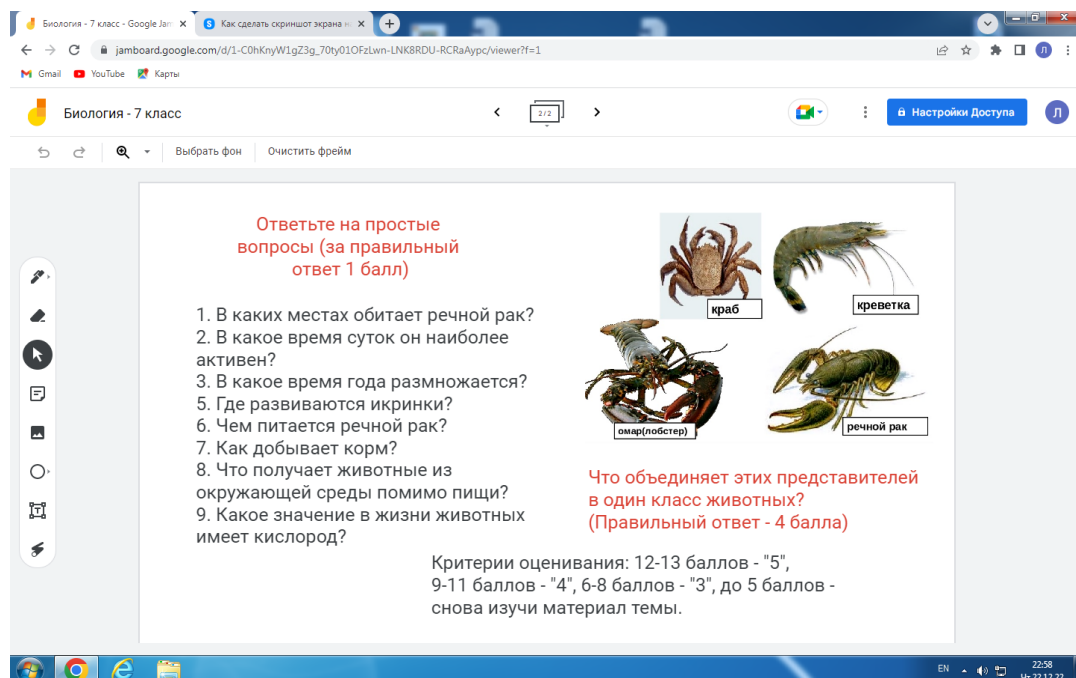 Биология - 7 класс - Google Jam
Как сделать скриншот экрана н
jamboard.google.com/d/1-C0hKnyW1gZ3g_70ty01OFzLwn-LNK8RDU-RCRaAypc/viewer?f=1
Л
Gmail YouTube Карты
Биология - 7 класс
2/2
Настройки Доступа
Л
Выбрать фон Очистить фрейм
Ответьте на простые
вопросы (за правильный
ответ 1 балл)
1. В каких местах обитает речной рак?
2. В какое время суток он наиболее
активен?
3. В какое время года размножается?
5. Где развиваются икринки?
6. Чем питается речной рак?
7. Как добывает корм?
8. Что получает животные из
окружающей среды помимо пищи?
9. Какое значение в жизни животных
имеет кислород?
краб
креветка
омар(лобстер)
речной рак
Что объединяет этих представителей
в один класс животных?
(Правильный ответ - 4 балла)
Критерии оценивания: 12-13 баллов - "5",
9-11 баллов - "4", 6-8 баллов - "3", до 5 баллов -
снова изучи материал темы.
EN
22:58
Чт 22.12.22